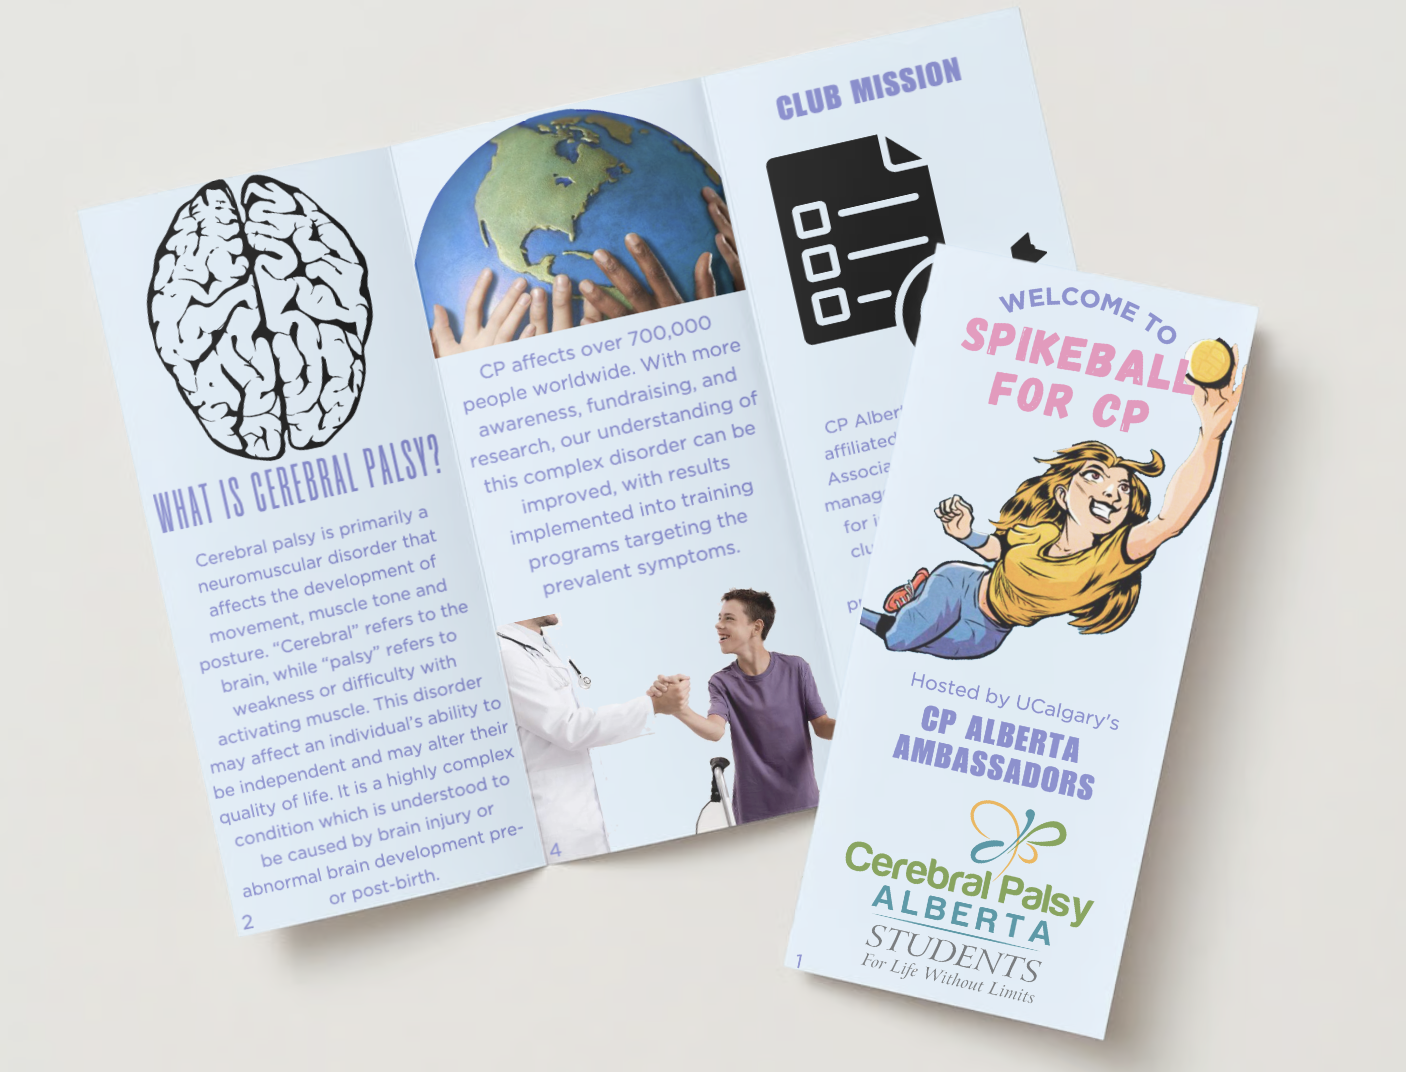 WHAT IS CEREBRAL PALSY?
Cerebral palsy is primarily a
neuromuscular disorder that
affects the development of
movement, muscle tone and
posture. “Cerebral” refers to the
brain, while “palsy” refers to
weakness or difficulty with
activating muscle. This disorder
may affect an individual's ability to
be independent and may alter their
quality of life. It is a highly complex
condition which is understood to
be caused by brain injury or
abnormal brain development pre-
or post-birth.
2
CP affects over 700,000
people worldwide. With more
awareness, fundraising, and
research, our understanding of
this complex disorder can be
improved, with results
implemented into training
programs targeting the
prevalent symptoms.
4
CLUB MISSION
CP
affiliated
for
WELCOME TO
SPIKEBALL
FOR CP
Hosted by UCalgary's
CP ALBERTA
AMBASSADORS
Cerebral Palsy
ALBERTA
STUDENTS
For Life Without Limits
1